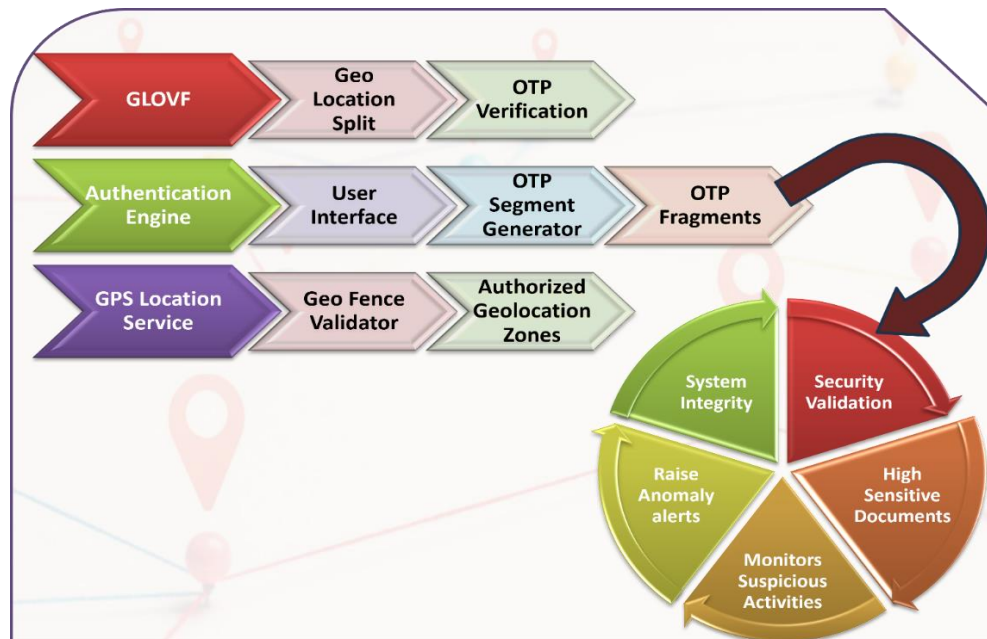 GLOVF
Geo
Location
Split
OTP
Verification
Authentication
Engine
User
Interface
OTP
Segment
Generator
OTP
Fragments
GPS Location
Service
Geo Fence
Validator
Authorized
Geolocation
Zones
System
Integrity
Security
Validation
Raise
Anomaly
alerts
High
Sensitive
Documents
Monitors
Suspicious
Activities